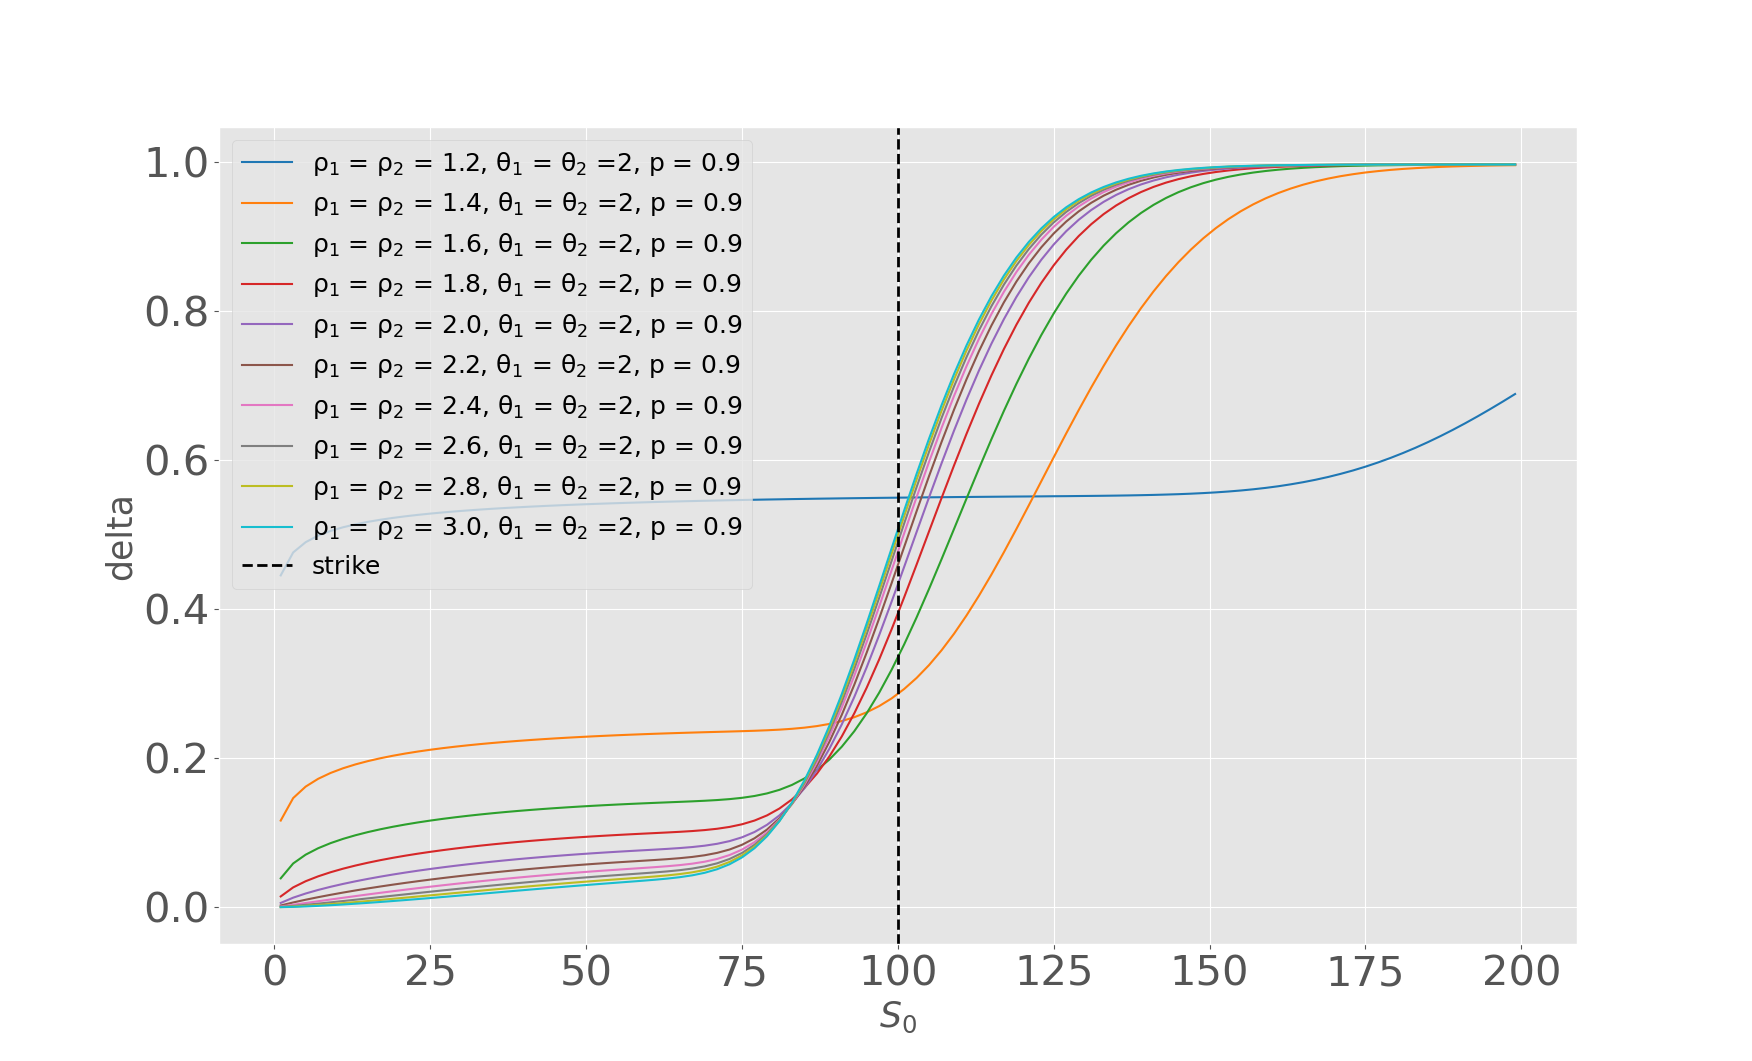 ρ₁ = ρ₂ = 1.2, θ₁ = θ₂ =2, p = 0.9
ρ₁ = ρ₂ = 1.4, θ₁ = θ₂ =2, p = 0.9
ρ₁ = ρ₂ = 1.6, θ₁ = θ₂ =2, p = 0.9
ρ₁ = ρ₂ = 1.8, θ₁ = θ₂ =2, p = 0.9
ρ₁ = ρ₂ = 2.0, θ₁ = θ₂ =2, p = 0.9
ρ₁ = ρ₂ = 2.2, θ₁ = θ₂ =2, p = 0.9
ρ₁ = ρ₂ = 2.4, θ₁ = θ₂ =2, p = 0.9
ρ₁ = ρ₂ = 2.6, θ₁ = θ₂ =2, p = 0.9
ρ₁ = ρ₂ = 2.8, θ₁ = θ₂ =2, p = 0.9
ρ₁ = ρ₂ = 3.0, θ₁ = θ₂ =2, p = 0.9
strike
1.0
0.8
0.6
0.4
0.2
0.0
delta
0 25 50 75 100 125 150 175 200
S₀